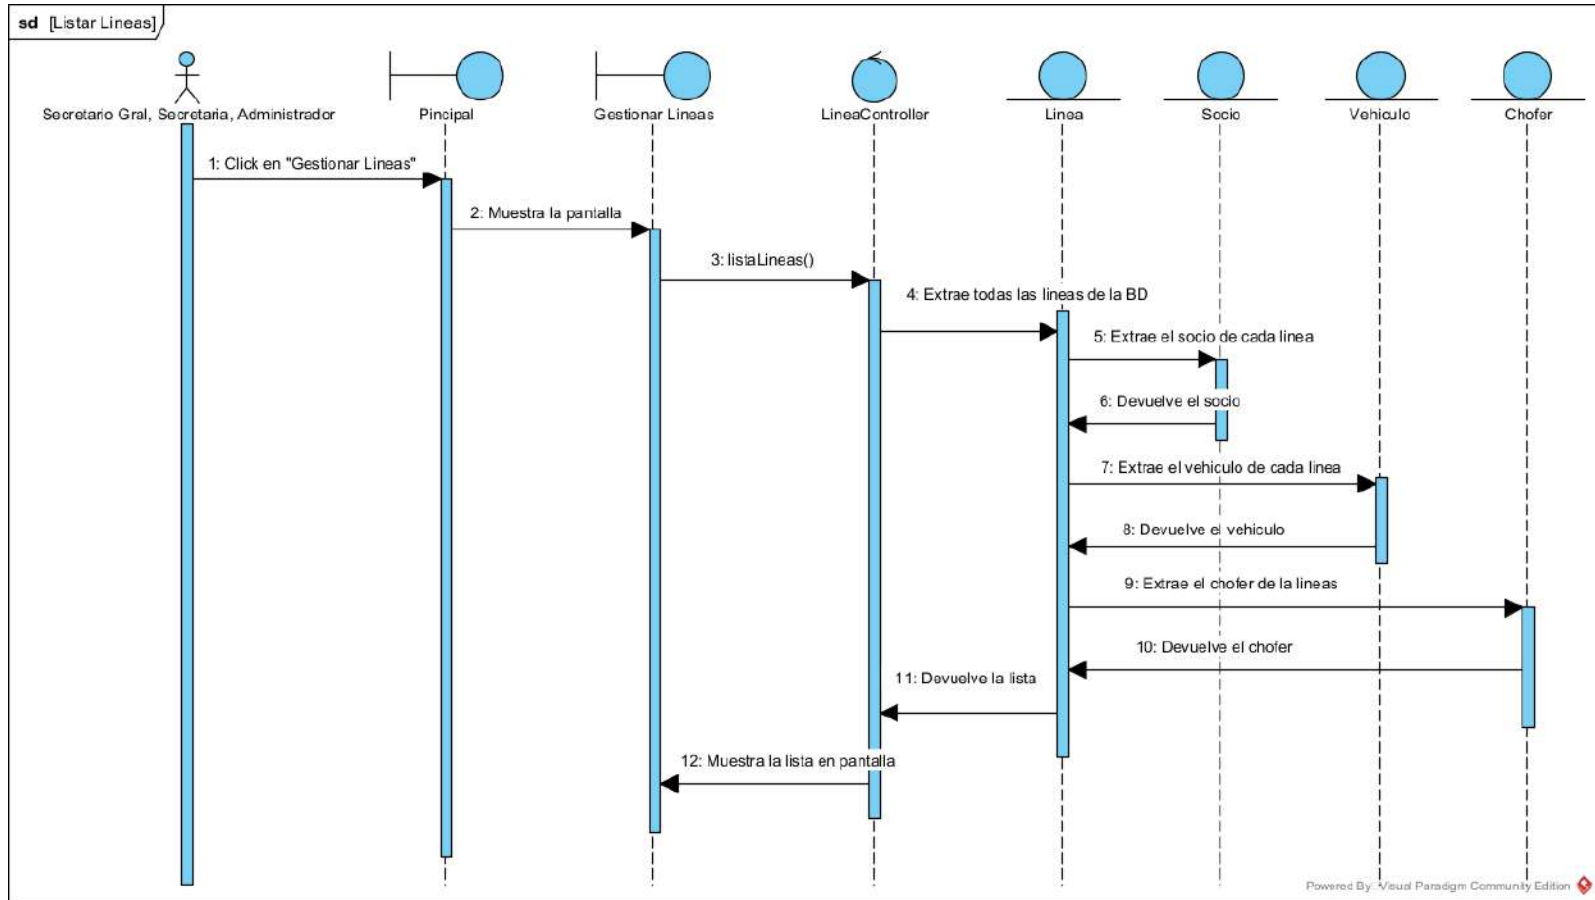 sd [Listar Lineas]
Secretario Gral, Secretaria, Administrador
Pincipal
Gestionar Lineas
LineaController
Linea
Socio
Vehiculo
Chofer
1: Click en "Gestionar Lineas"
2: Muestra la pantalla
3: listaLineas()
4: Extrae todas las lineas de la BD
5: Extrae el socio de cada linea
6: Devuelve el socio
7: Extrae el vehiculo de cada linea
8: Devuelve el vehiculo
9: Extrae el chofer de la lineas
10: Devuelve el chofer
11: Devuelve la lista
12: Muestra la lista en pantalla
Powered By: Visual Paradigm Community Edition